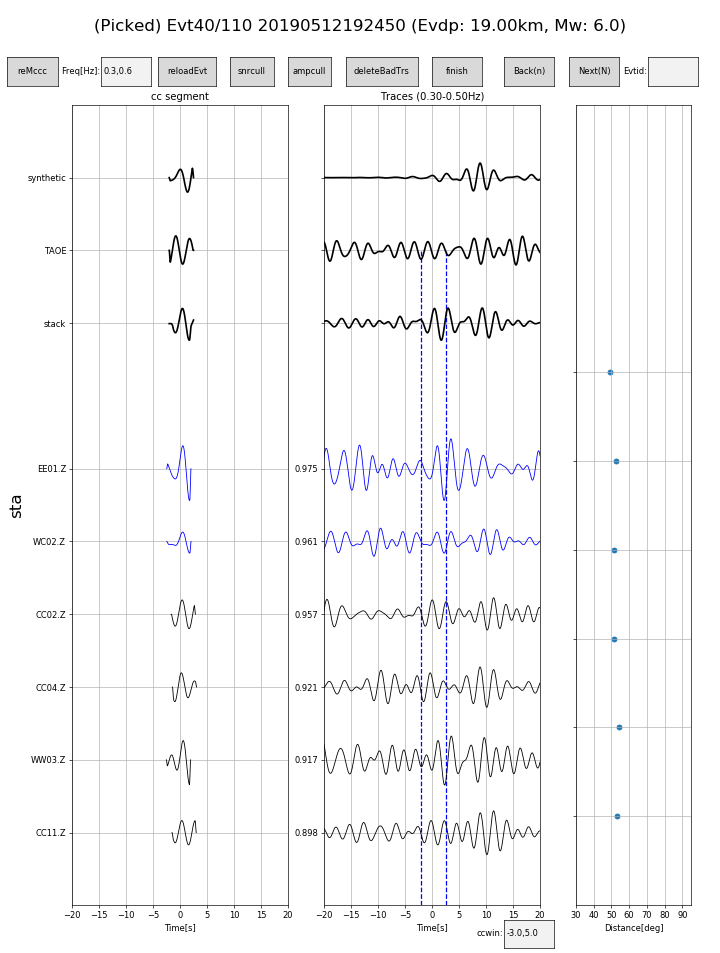 (Picked) Evt40/110 20190512192450 (Evdp: 19.00km, Mw: 6.0)
reMccc Freq[Hz]: 0.3,0.6 reloadEvt snrcull ampcull deleteBadTrs finish Back(n) Next(N) Evtid:
cc segment Traces (0.30-0.50Hz)
synthetic
TAOE
stack
EE01.Z 0.975
WC02.Z 0.961
CC02.Z 0.957
CC04.Z 0.921
WW03.Z 0.917
CC11.Z 0.898
sta
−20 −15 −10 −5 0 5 10 15 20 −20 −15 −10 −5 0 5 10 15 20 30 40 50 60 70 80 90
Time[s] Time[s] Distance[deg]
ccwin: -3.0,5.0